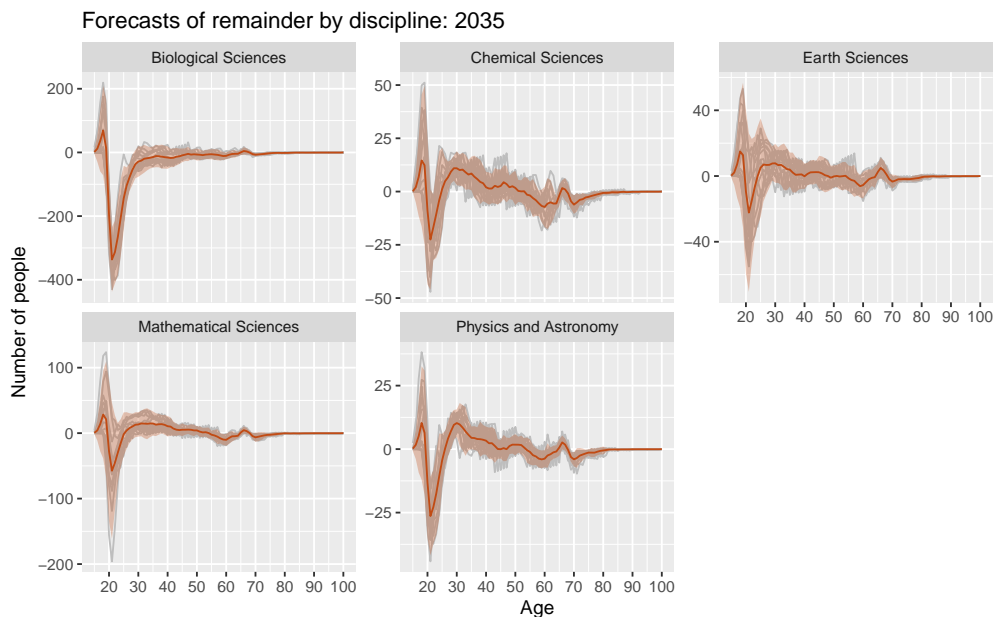 Forecasts of remainder by discipline: 2035
Biological Sciences
Chemical Sciences
Earth Sciences
200
0
−200
−400
50
25
0
−25
−50
40
0
−40
20 30 40 50 60 70 80 90 100
Number of people
Mathematical Sciences
Physics and Astronomy
100
0
−100
−200
25
0
−25
20 30 40 50 60 70 80 90 100
20 30 40 50 60 70 80 90 100
Age